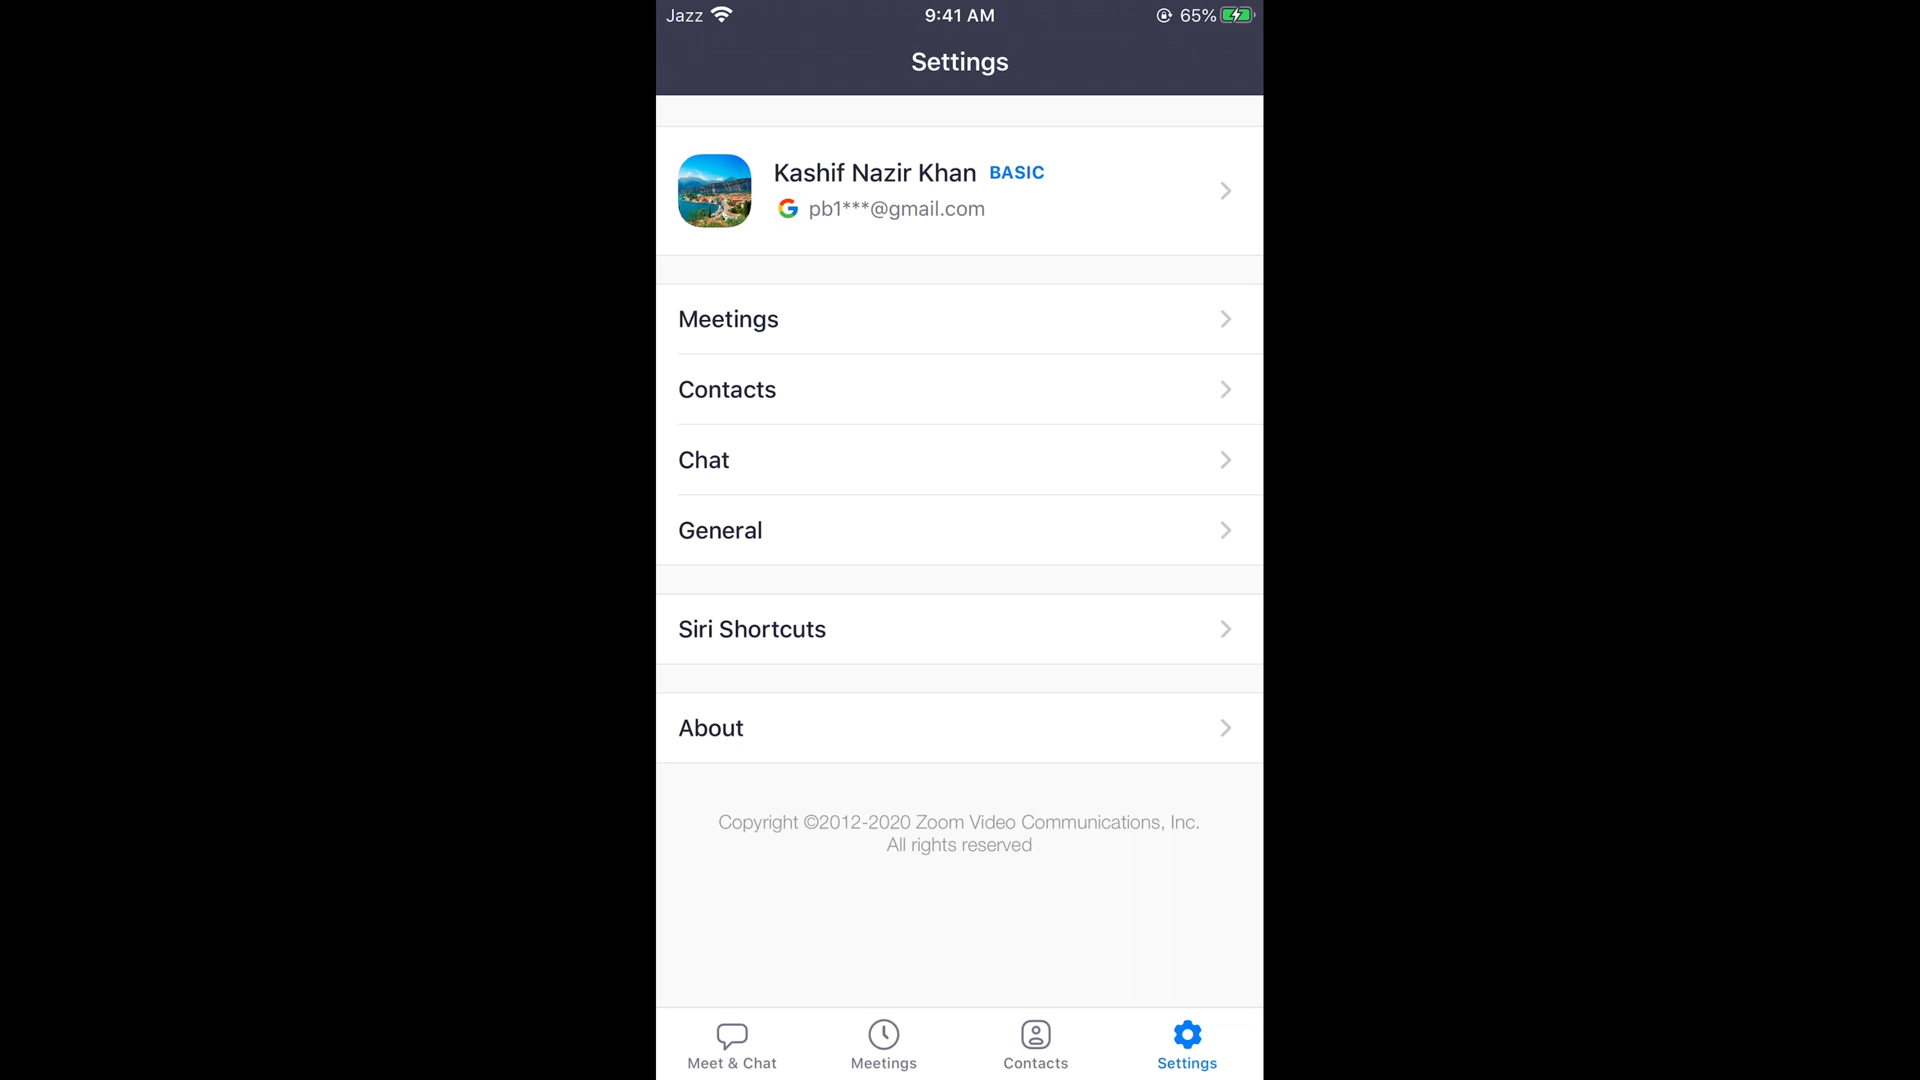 Jazz 9:41 AM 65%
Settings
Kashif Nazir Khan BASIC
pb1***@gmail.com
Meetings
Contacts
Chat
General
Siri Shortcuts
About
Copyright ©2012-2020 Zoom Video Communications, Inc.
All rights reserved
Meet & Chat Meetings Contacts Settings